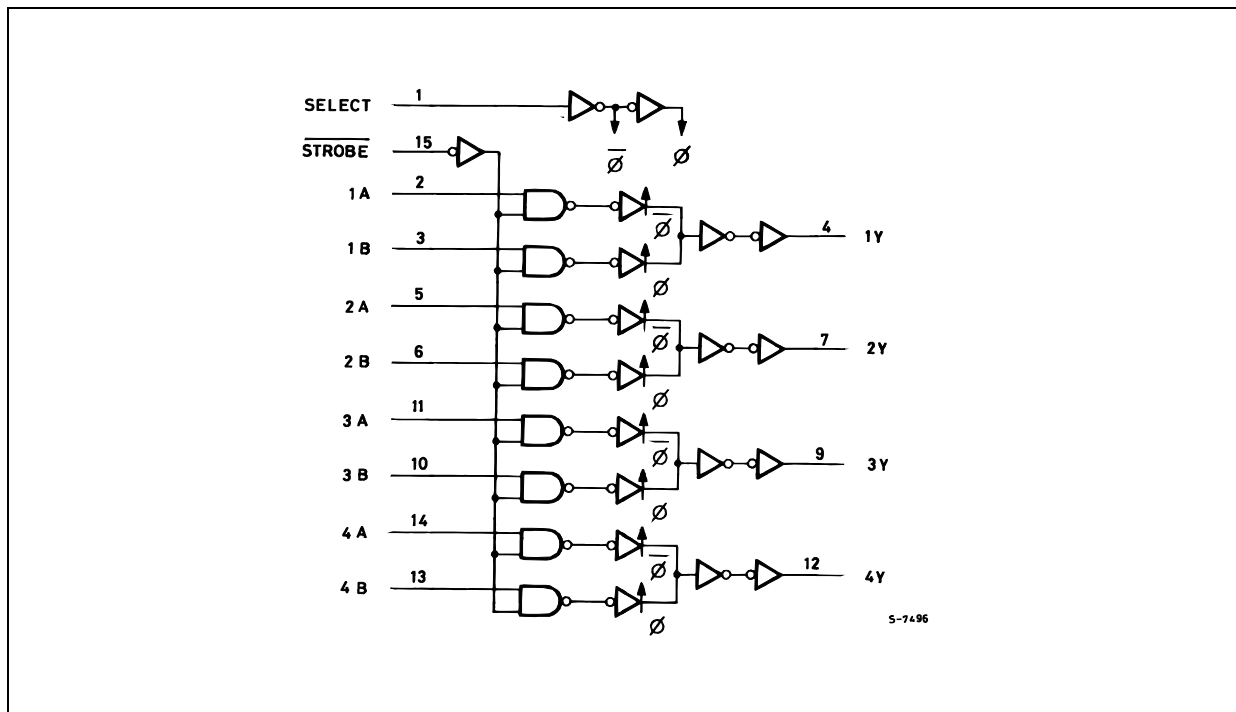 SELECT 1
STROBE 15
ø̅ ø
1A 2
ø̅
4 1Y
1B 3
ø
2A 5
ø̅
7 2Y
2B 6
ø
3A 11
ø̅
9 3Y
3B 10
ø
4A 14
ø̅
12 4Y
4B 13
ø
S-7496